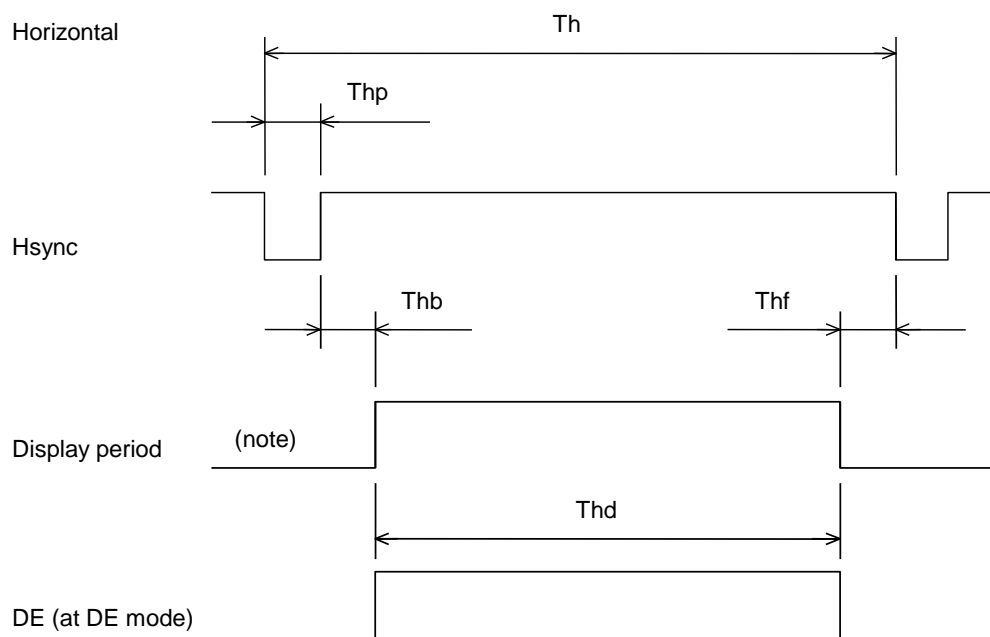 Horizontal
Th
Thp
Hsync
Thb
Thf
Display period
(note)
Thd
DE (at DE mode)